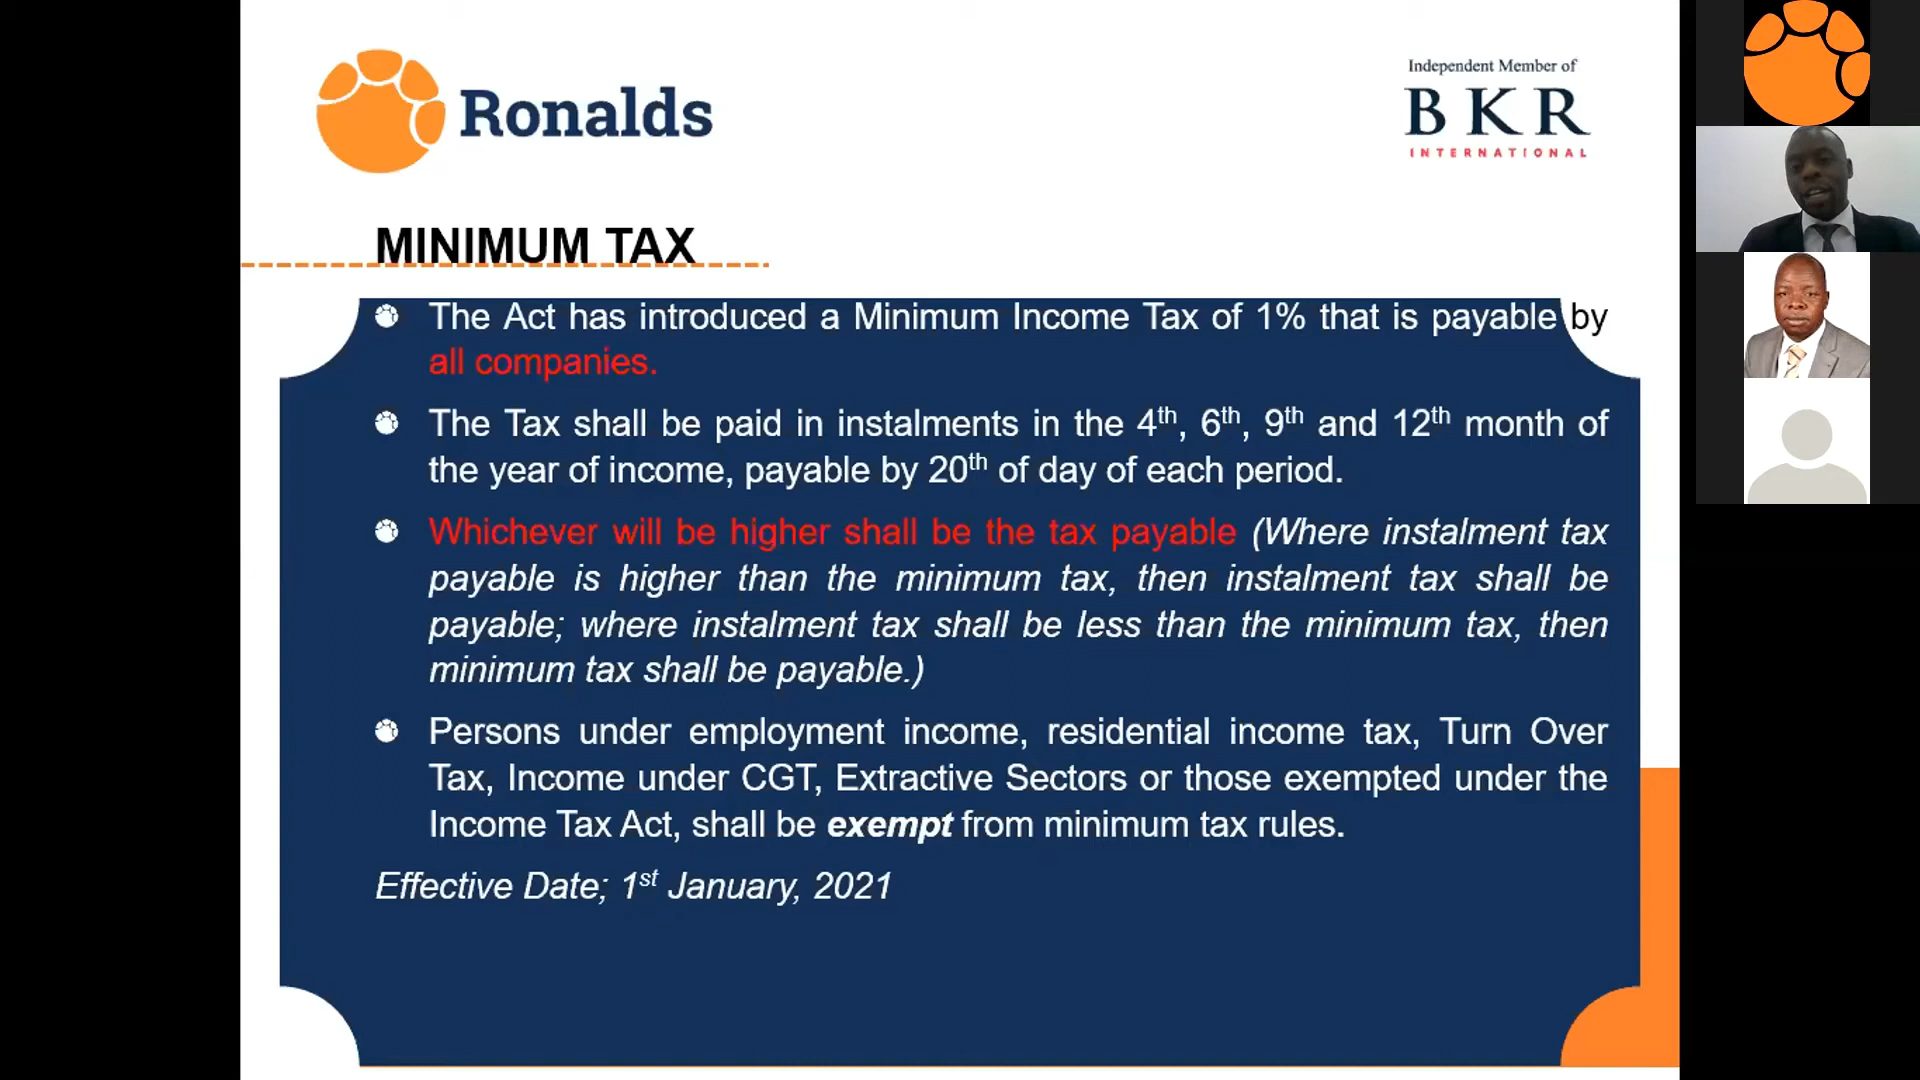 Ronalds
Independent Member of
BKR
INTERNATIONAL
MINIMUM TAX
The Act has introduced a Minimum Income Tax of 1% that is payable by
all companies.
The Tax shall be paid in instalments in the 4th, 6th, 9th and 12th month of
the year of income, payable by 20th of day of each period.
Whichever will be higher shall be the tax payable (Where instalment tax
payable is higher than the minimum tax, then instalment tax shall be
payable; where instalment tax shall be less than the minimum tax, then
minimum tax shall be payable.)
Persons under employment income, residential income tax, Turn Over
Tax, Income under CGT, Extractive Sectors or those exempted under the
Income Tax Act, shall be exempt from minimum tax rules.
Effective Date; 1st January, 2021